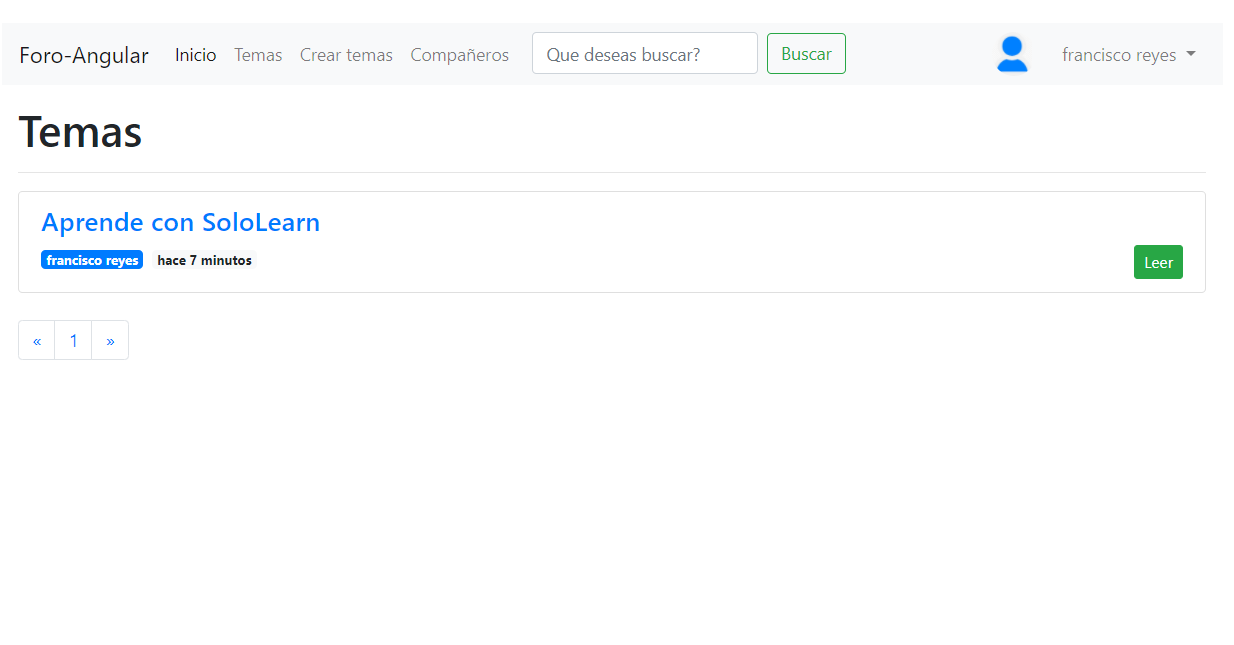 Foro-Angular Inicio Temas Crear temas Compañeros Que deseas buscar? Buscar francisco reyes
Temas
Aprende con SoloLearn
francisco reyes hace 7 minutos
Leer
« 1 »